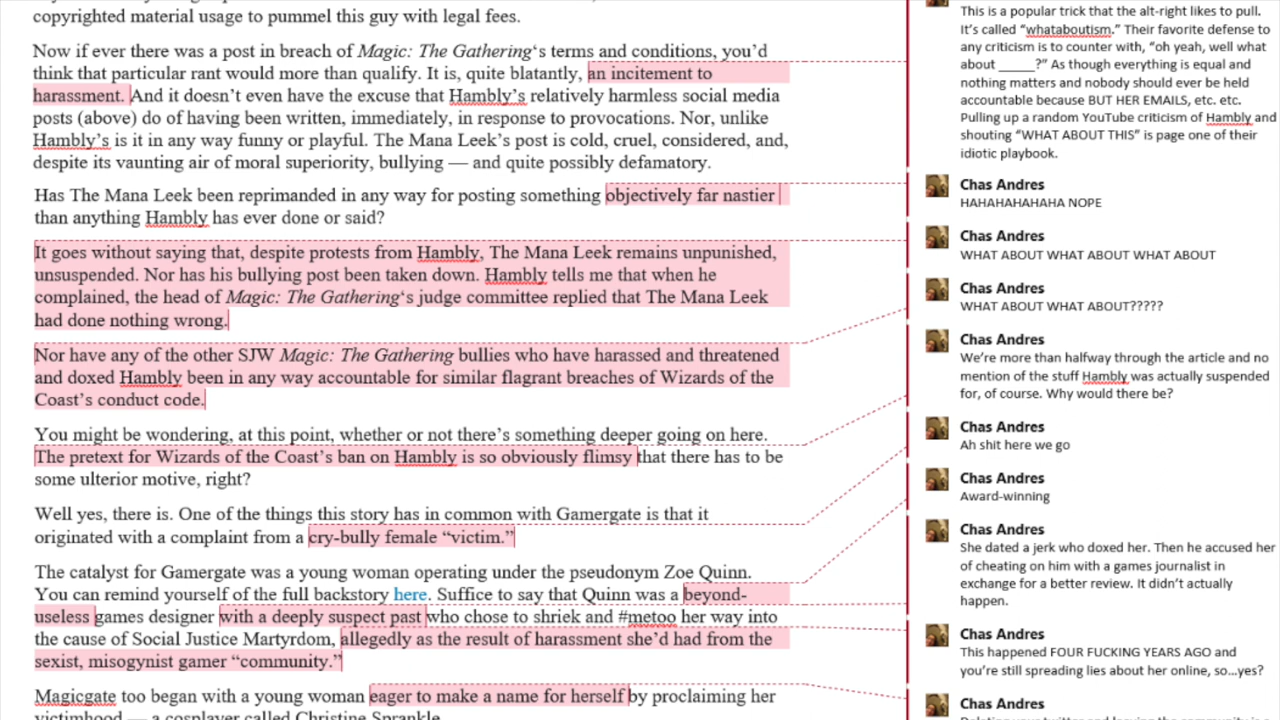 copyrighted material usage to pummel this guy with legal fees.
Now if ever there was a post in breach of Magic: The Gathering‘s terms and conditions, you’d
think that particular rant would more than qualify. It is, quite blatantly, an incitement to
harassment. And it doesn’t even have the excuse that Hambly’s relatively harmless social media
posts (above) do of having been written, immediately, in response to provocations. Nor, unlike
Hambly’s is it in any way funny or playful. The Mana Leek’s post is cold, cruel, considered, and,
despite its vaunting air of moral superiority, bullying — and quite possibly defamatory.
Has The Mana Leek been reprimanded in any way for posting something objectively far nastier
than anything Hambly has ever done or said?
It goes without saying that, despite protests from Hambly, The Mana Leek remains unpunished,
unsuspended. Nor has his bullying post been taken down. Hambly tells me that when he
complained, the head of Magic: The Gathering‘s judge committee replied that The Mana Leek
had done nothing wrong.
Nor have any of the other SJW Magic: The Gathering bullies who have harassed and threatened
and doxed Hambly been in any way accountable for similar flagrant breaches of Wizards of the
Coast’s conduct code.
You might be wondering, at this point, whether or not there’s something deeper going on here.
The pretext for Wizards of the Coast’s ban on Hambly is so obviously flimsy that there has to be
some ulterior motive, right?
Well yes, there is. One of the things this story has in common with Gamergate is that it
originated with a complaint from a cry-bully female “victim.”
The catalyst for Gamergate was a young woman operating under the pseudonym Zoe Quinn.
You can remind yourself of the full backstory here. Suffice to say that Quinn was a beyond-
useless games designer with a deeply suspect past who chose to shriek and #metoo her way into
the cause of Social Justice Martyrdom, allegedly as the result of harassment she’d had from the
sexist, misogynist gamer “community.”
Magicgate too began with a young woman eager to make a name for herself by proclaiming her
victimhood — a cosplayer called Christine Sprankle.
This is a popular trick that the alt-right likes to pull.
It’s called “whataboutism.” Their favorite defense to
any criticism is to counter with, “oh yeah, well what
about _____?” As though everything is equal and
nothing matters and nobody should ever be held
accountable because BUT HER EMAILS, etc. etc.
Pulling up a random YouTube criticism of Hambly and
shouting “WHAT ABOUT THIS” is page one of their
idiotic playbook.
Chas Andres
HAHAHAHAHAHA NOPE
Chas Andres
WHAT ABOUT WHAT ABOUT WHAT ABOUT
Chas Andres
WHAT ABOUT WHAT ABOUT?????
Chas Andres
We’re more than halfway through the article and no
mention of the stuff Hambly was actually suspended
for, of course. Why would there be?
Chas Andres
Ah shit here we go
Chas Andres
Award-winning
Chas Andres
She dated a jerk who doxed her. Then he accused her
of cheating on him with a games journalist in
exchange for a better review. It didn’t actually
happen.
Chas Andres
This happened FOUR FUCKING YEARS AGO and
you’re still spreading lies about her online, so…yes?
Chas Andres